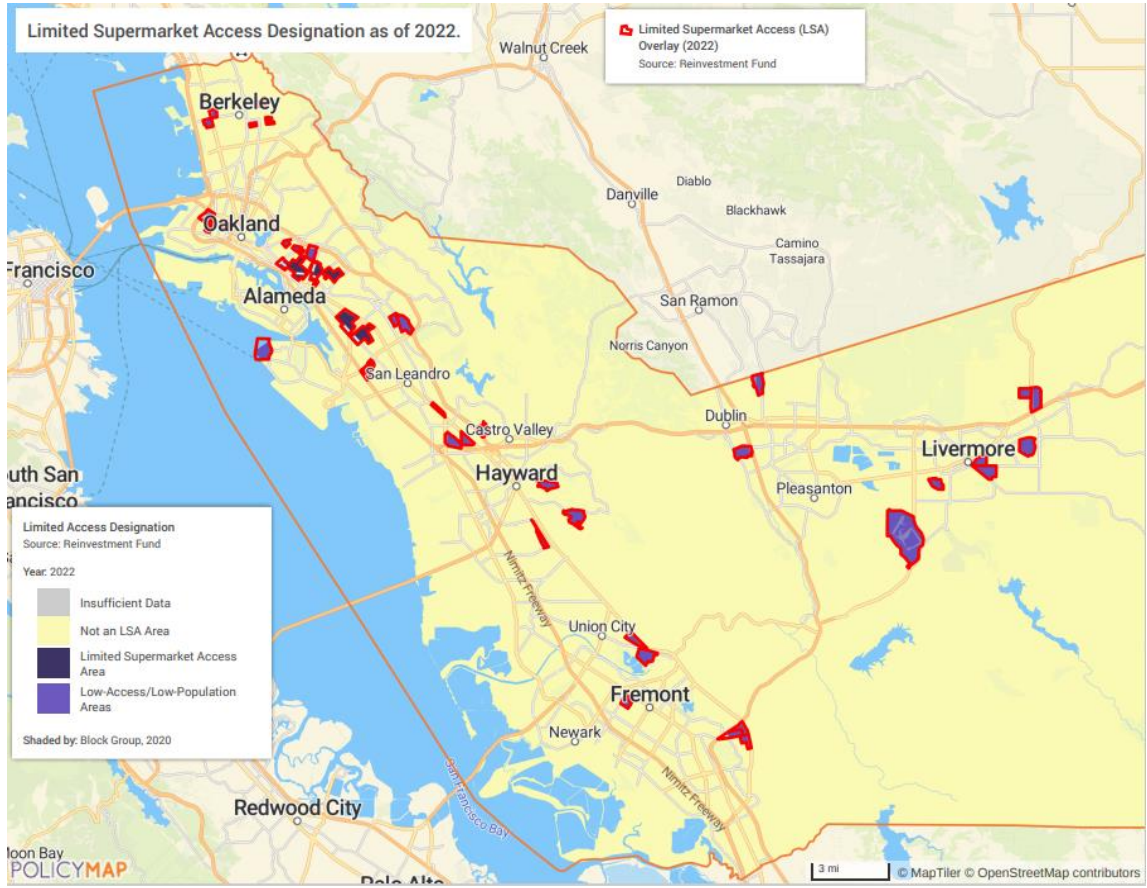 Limited Supermarket Access Designation as of 2022.
Limited Supermarket Access (LSA)
Overlay (2022)
Source: Reinvestment Fund
Walnut Creek
Berkeley
Diablo
Danville
Blackhawk
Oakland
Camino
Tassajara
Francisco
Alameda
San Ramon
Norris Canyon
San Leandro
Dublin
Castro Valley
Livermore
Hayward
Pleasanton
outh San
ancisco
Limited Access Designation
Source: Reinvestment Fund
Year: 2022
Insufficient Data
Not an LSA Area
Limited Supermarket Access
Area
Low-Access/Low-Population
Areas
Shaded by: Block Group, 2020
Nimitz Freeway
Union City
Fremont
Newark
Nimitz Freeway
San Francisco Bay
Redwood City
Moon Bay
POLICYMAP
Palo Alto
3 mi
© MapTiler © OpenStreetMap contributors